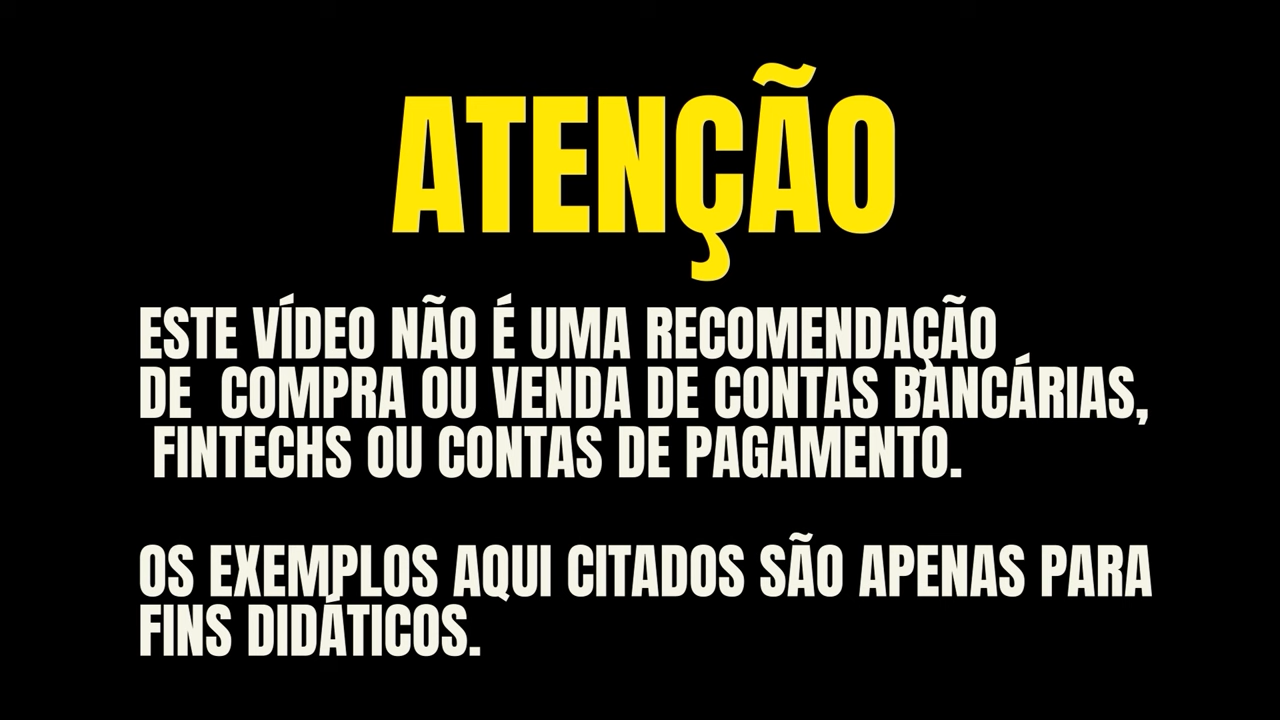 ATENÇÃO
ESTE VÍDEO NÃO É UMA RECOMENDAÇÃO
DE COMPRA OU VENDA DE CONTAS BANCÁRIAS,
FINTECHS OU CONTAS DE PAGAMENTO.
OS EXEMPLOS AQUI CITADOS SÃO APENAS PARA
FINS DIDÁTICOS.